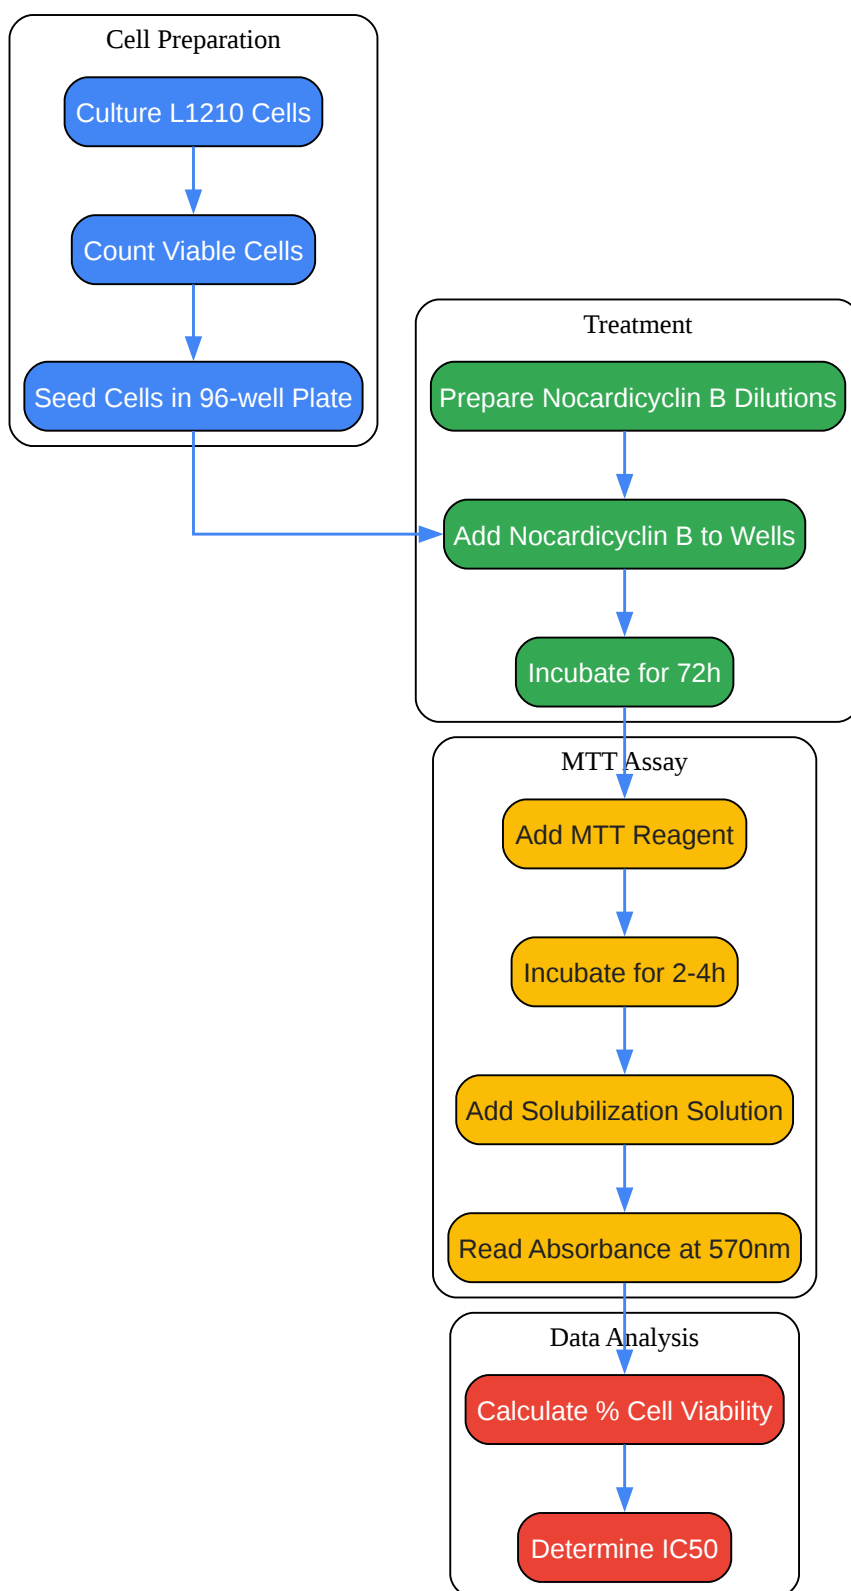 Cell Preparation
Culture L1210 Cells
Count Viable Cells
Seed Cells in 96-well Plate
Treatment
Prepare Nocardicyclin B Dilutions
Add Nocardicyclin B to Wells
Incubate for 72h
MTT Assay
Add MTT Reagent
Incubate for 2-4h
Add Solubilization Solution
Read Absorbance at 570nm
Data Analysis
Calculate % Cell Viability
Determine IC50